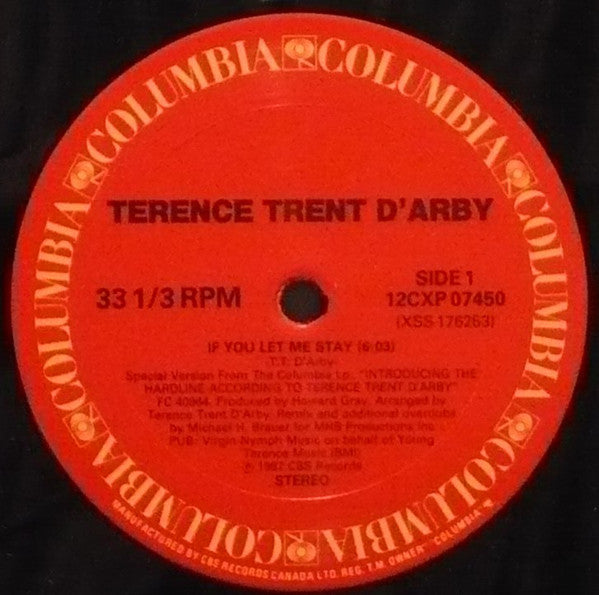 COLUMBIA COLUMBIA COLUMBIA COLUMBIA COLUMBIA COLUMBIA
TERENCE TRENT D'ARBY
33 1/3 RPM
SIDE 1
12CXP 07450
(XSS 176263)
IF YOU LET ME STAY (6:03)
T.T. D'Arby
Special Version From The Columbia l.p., "INTRODUCING THE
HARDLINE ACCORDING TO TERENCE TRENT D'ARBY"
FC 40964. Produced by Howard Gray. Arranged by
Terence Trent D'Arby. Remix and additional overdubs
by Michael H. Brauer for MHB Productions Inc.
PUB: Virgin-Nymph Music on behalf of Young
Terence Music (BMI)
℗ 1987 CBS Records
STEREO
MANUFACTURED BY CBS RECORDS CANADA LTD. REG. T.M. OWNER "COLUMBIA"